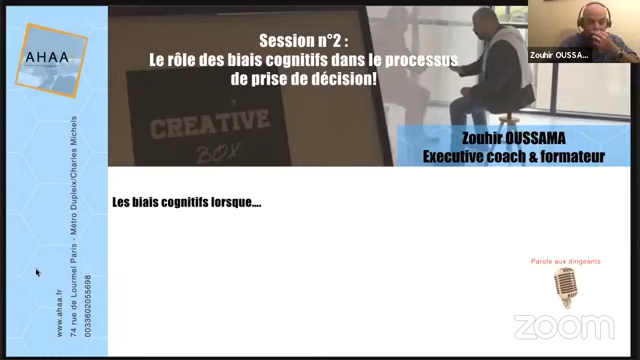 AHAA
Session n°2 :
Le rôle des biais cognitifs dans le processus
de prise de décision!
CREATIVE
BOX
Zouhir OUSSA...
Zouhir OUSSAMA
Executive coach & formateur
Les biais cognitifs lorsque....
www.ahaa.fr
74 rue de Lourmel Paris - Métro Dupleix/Charles Michels
0033602055698
Parole aux dirigeants
zoom